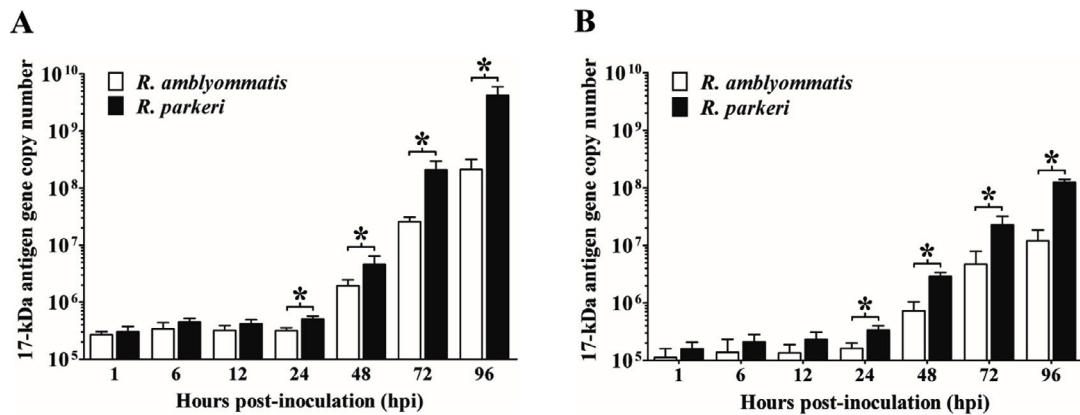 A
17-kDa antigen gene copy number
10^10
10^9
10^8
10^7
10^6
10^5
R. amblyommatis
R. parkeri
*
*
*
*
1 6 12 24 48 72 96
Hours post-inoculation (hpi)
B
17-kDa antigen gene copy number
10^10
10^9
10^8
10^7
10^6
10^5
R. amblyommatis
R. parkeri
*
*
*
*
1 6 12 24 48 72 96
Hours post-inoculation (hpi)